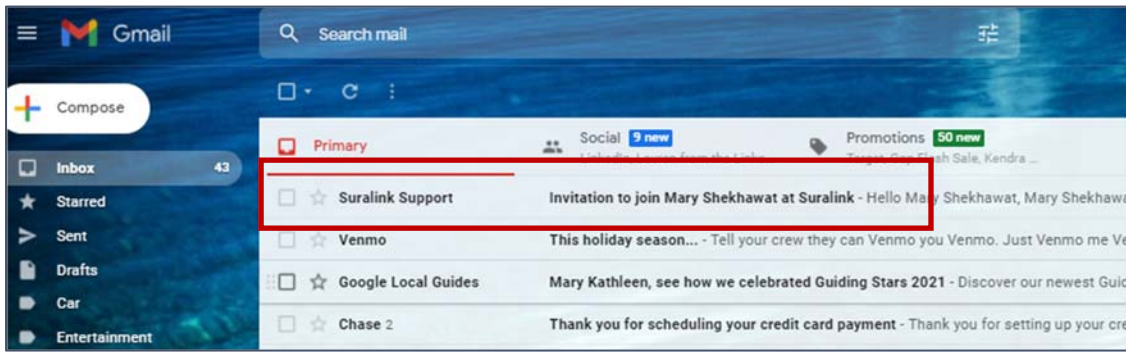 Gmail
Search mail
Compose
Primary
Social 9 new
Promotions 50 new
Inbox 43
Suralink Support Invitation to join Mary Shekhawat at Suralink - Hello Mary Shekhawat, Mary Shekhawa
Starred
Sent
Venmo This holiday season... - Tell your crew they can Venmo you Venmo. Just Venmo me Ve
Drafts
Google Local Guides Mary Kathleen, see how we celebrated Guiding Stars 2021 - Discover our newest Guid
Car
Chase 2 Thank you for scheduling your credit card payment - Thank you for setting up your cre
Entertainment